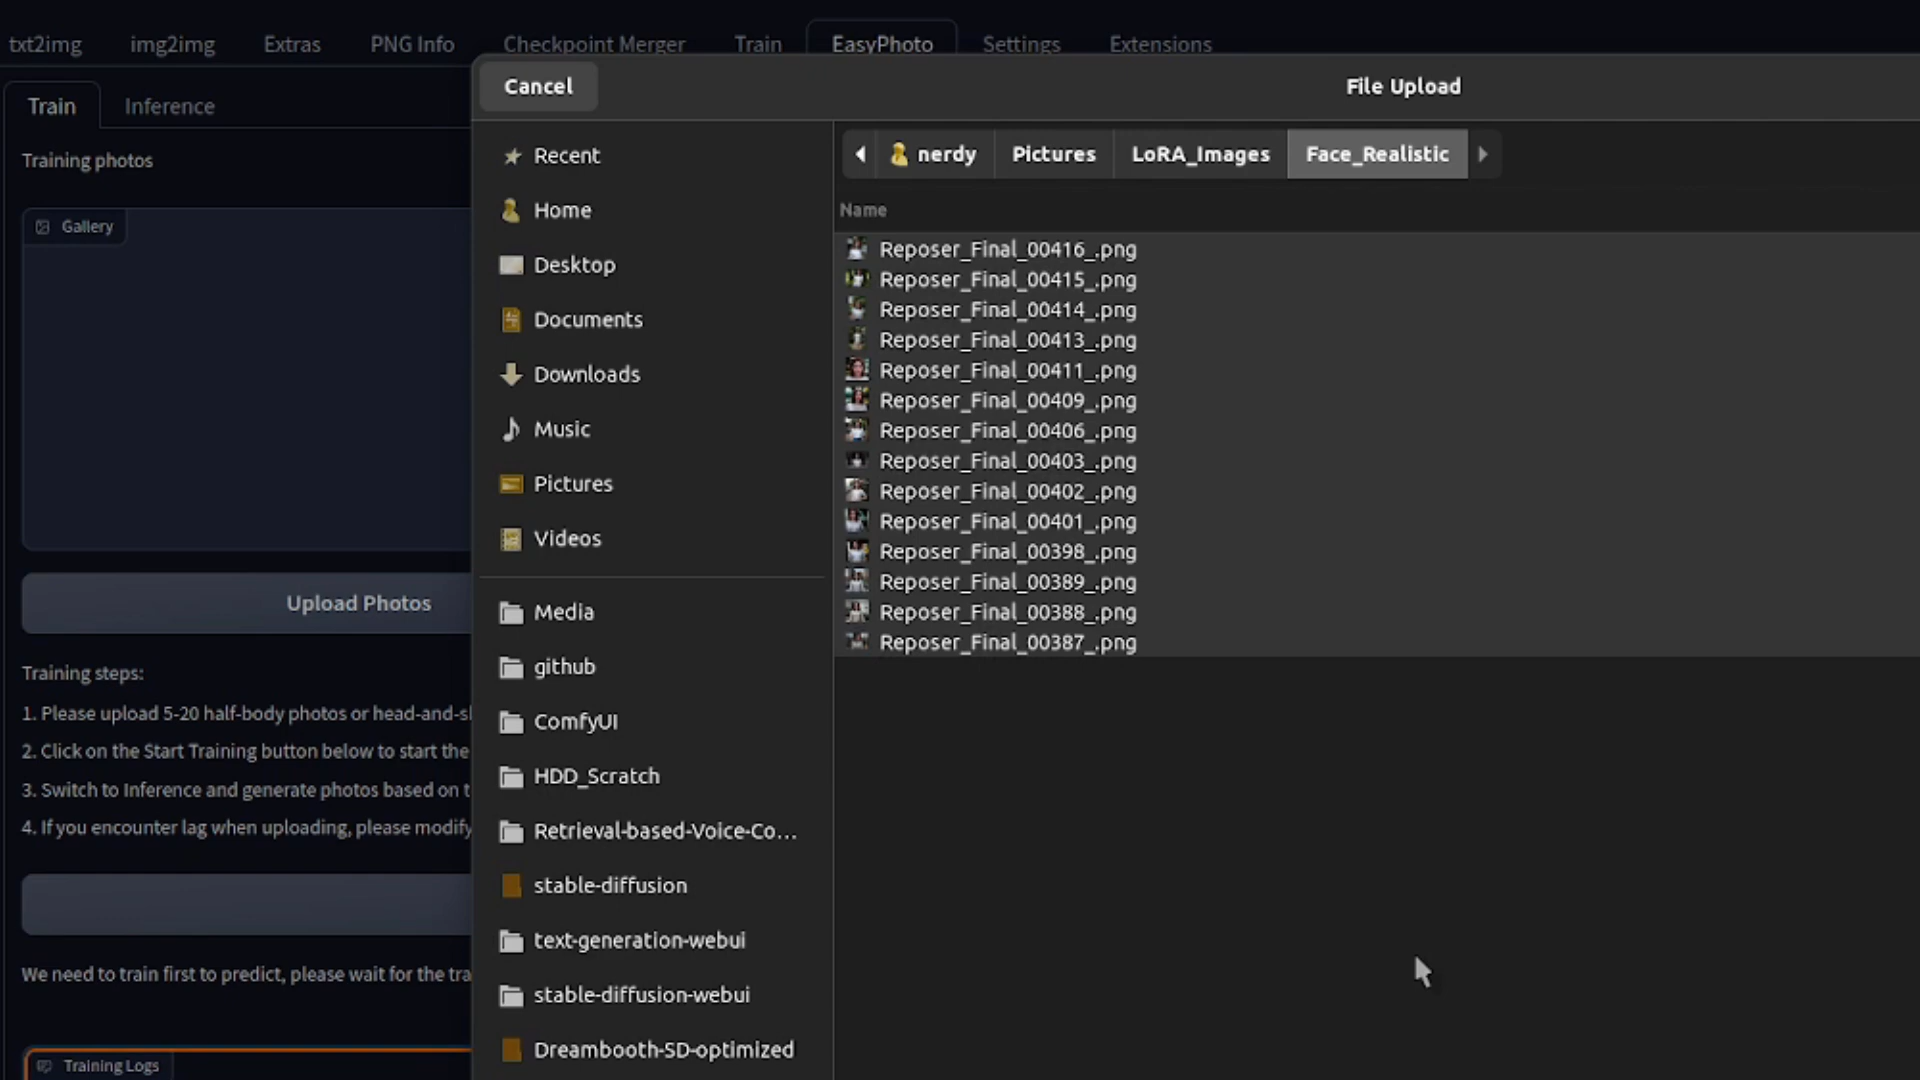 txt2img img2img Extras PNG Info Checkpoint Merger Train EasyPhoto Settings Extensions
Train Inference
Training photos
Gallery
Upload Photos
Training steps:
1. Please upload 5-20 half-body photos or head-and-
2. Click on the Start Training button below to start the
3. Switch to Inference and generate photos based on
4. If you encounter lag when uploading, please modify
We need to train first to predict, please wait for the
Training Logs
Cancel File Upload
Recent
Home
Desktop
Documents
Downloads
Music
Pictures
Videos
Media
github
ComfyUI
HDD_Scratch
Retrieval-based-Voice-Co...
stable-diffusion
text-generation-webui
stable-diffusion-webui
Dreambooth-SD-optimized
nerdy Pictures LoRA_Images Face_Realistic
Name
Reposer_Final_00416_.png
Reposer_Final_00415_.png
Reposer_Final_00414_.png
Reposer_Final_00413_.png
Reposer_Final_00411_.png
Reposer_Final_00409_.png
Reposer_Final_00406_.png
Reposer_Final_00403_.png
Reposer_Final_00402_.png
Reposer_Final_00401_.png
Reposer_Final_00398_.png
Reposer_Final_00389_.png
Reposer_Final_00388_.png
Reposer_Final_00387_.png